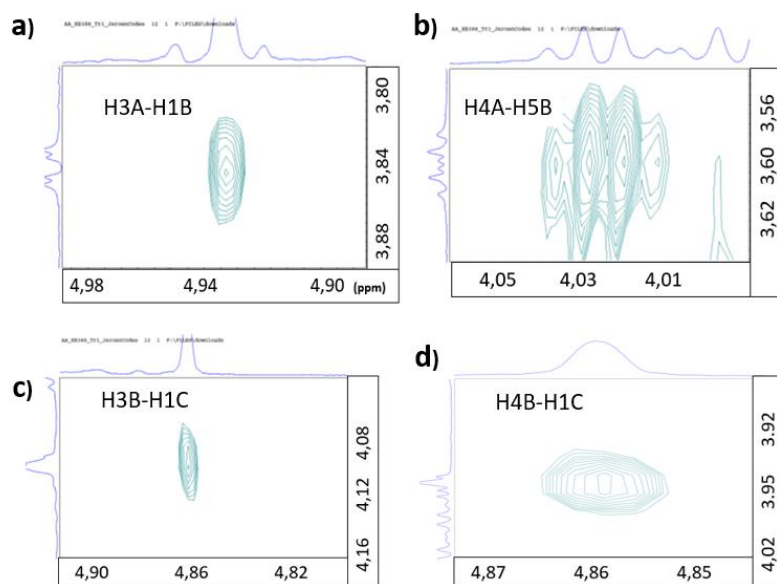 a)
H3A-H1B
3,80
3,84
3,88
4,98
4,94
4,90
(ppm)
b)
H4A-H5B
3,56
3,60
3,62
4,05
4,03
4,01
c)
H3B-H1C
4,08
4,12
4,16
4,90
4,86
4,82
d)
H4B-H1C
3.92
3.95
4,02
4,87
4,86
4,85